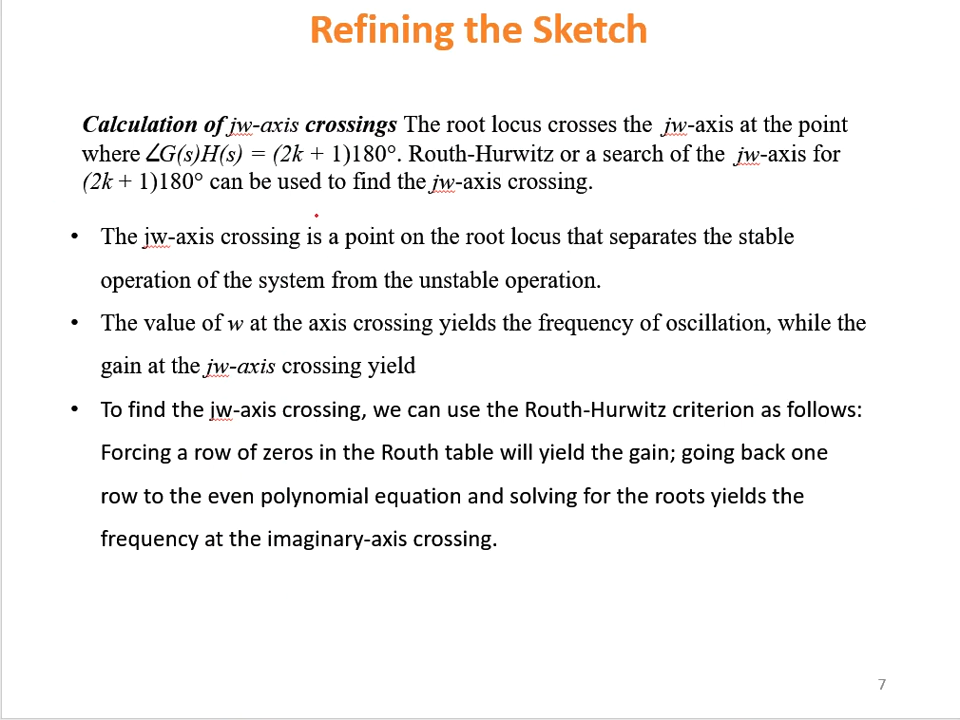 Refining the Sketch
Calculation of jw-axis crossings The root locus crosses the jw-axis at the point
where ∠G(s)H(s) = (2k + 1)180°. Routh-Hurwitz or a search of the jw-axis for
(2k + 1)180° can be used to find the jw-axis crossing.
• The jw-axis crossing is a point on the root locus that separates the stable
operation of the system from the unstable operation.
• The value of w at the axis crossing yields the frequency of oscillation, while the
gain at the jw-axis crossing yield
• To find the jw-axis crossing, we can use the Routh-Hurwitz criterion as follows:
Forcing a row of zeros in the Routh table will yield the gain; going back one
row to the even polynomial equation and solving for the roots yields the
frequency at the imaginary-axis crossing.
7